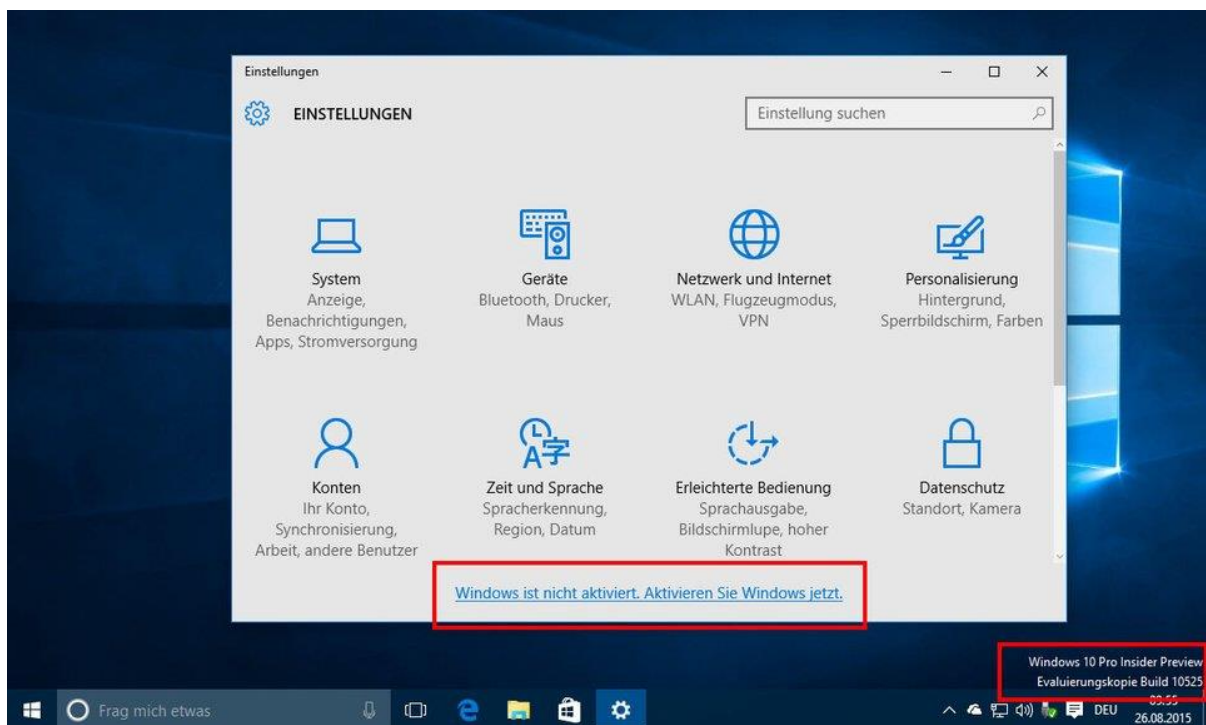 Einstellungen
EINSTELLUNGEN
Einstellung suchen
System
Anzeige,
Benachrichtigungen,
Apps, Stromversorgung
Geräte
Bluetooth, Drucker,
Maus
Netzwerk und Internet
WLAN, Flugzeugmodus,
VPN
Personalisierung
Hintergrund,
Sperrbildschirm, Farben
Konten
Ihr Konto,
Synchronisierung,
Arbeit, andere Benutzer
Zeit und Sprache
Spracherkennung,
Region, Datum
Erleichterte Bedienung
Sprachausgabe,
Bildschirmlupe, hoher
Kontrast
Datenschutz
Standort, Kamera
Windows ist nicht aktiviert. Aktivieren Sie Windows jetzt.
Windows 10 Pro Insider Preview
Evaluierungskopie Build 10525
Frag mich etwas
DEU
26.08.2015